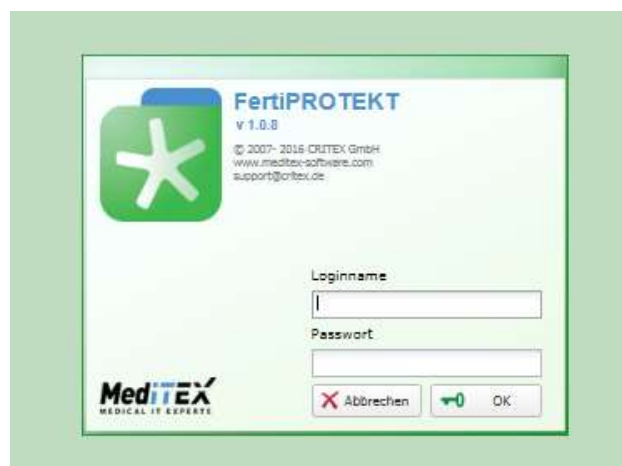 FertiPROTEKT
v 1.0.8
© 2007- 2016 CRITEX GmbH
www.meditex-software.com
support@critex.de
Loginname
Passwort
MediTEX
MEDICAL IT EXPERTS
Abbrechen
OK